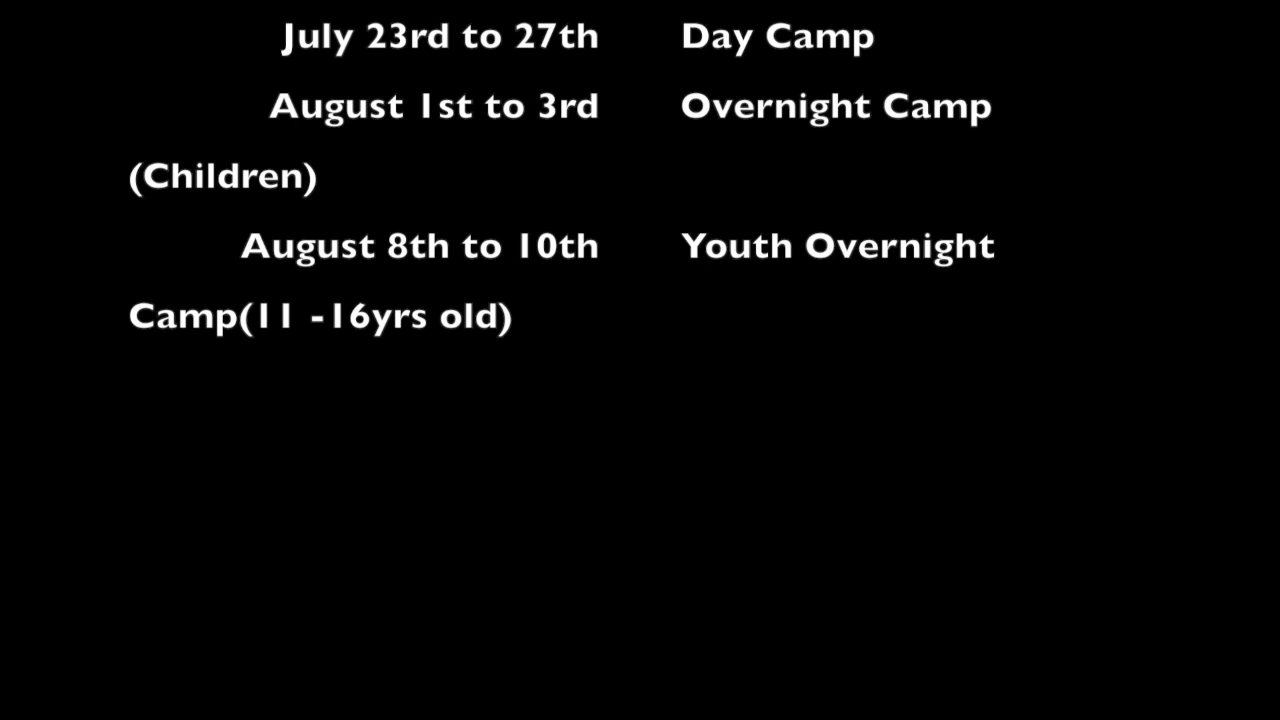 July 23rd to 27th Day Camp
August 1st to 3rd Overnight Camp
(Children)
August 8th to 10th Youth Overnight
Camp(11 -16yrs old)